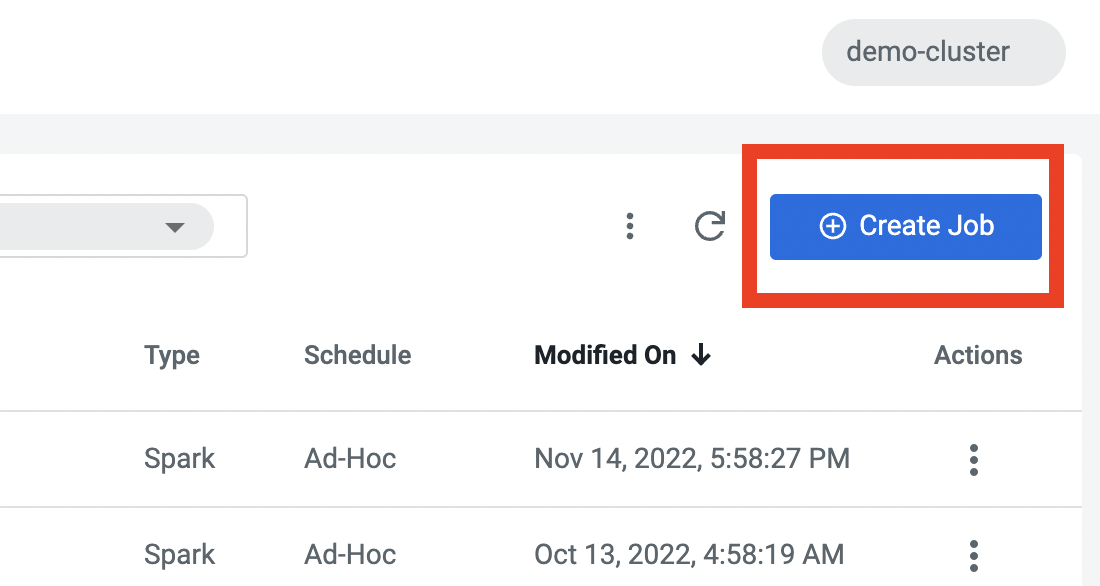 demo-cluster
Create Job
Type Schedule Modified On Actions
Spark Ad-Hoc Nov 14, 2022, 5:58:27 PM
Spark Ad-Hoc Oct 13, 2022, 4:58:19 AM